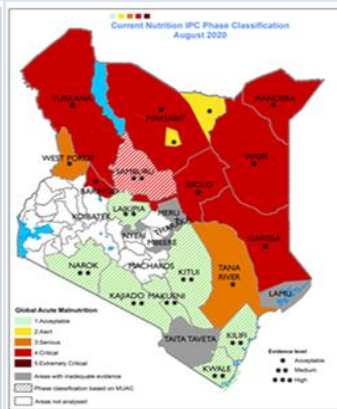 Current Nutrition IPC Phase Classification
August 2020
TURKANA
MARSABIT
MANDERA
WAJIR
WEST POKOT
SAMBURU
ISIOLO
BARINGO
KOIBATEK
LAIKIPIA
MERU
THARAKA
NYERI
MBEERE
GARISSA
MACHAKOS
KITUI
TANA
RIVER
LAMU
NAROK
KAJIADO
MAKUENI
TAITA TAVETA
KILIFI
KWALE
Global Acute Malnutrition
1:Acceptable
2:Alert
3:Serious
4:Critical
5:Extremely Critical
Areas with inadequate evidence
Phase classification based on MUAC
Areas not analysed
Evidence level
Acceptable
Medium
High